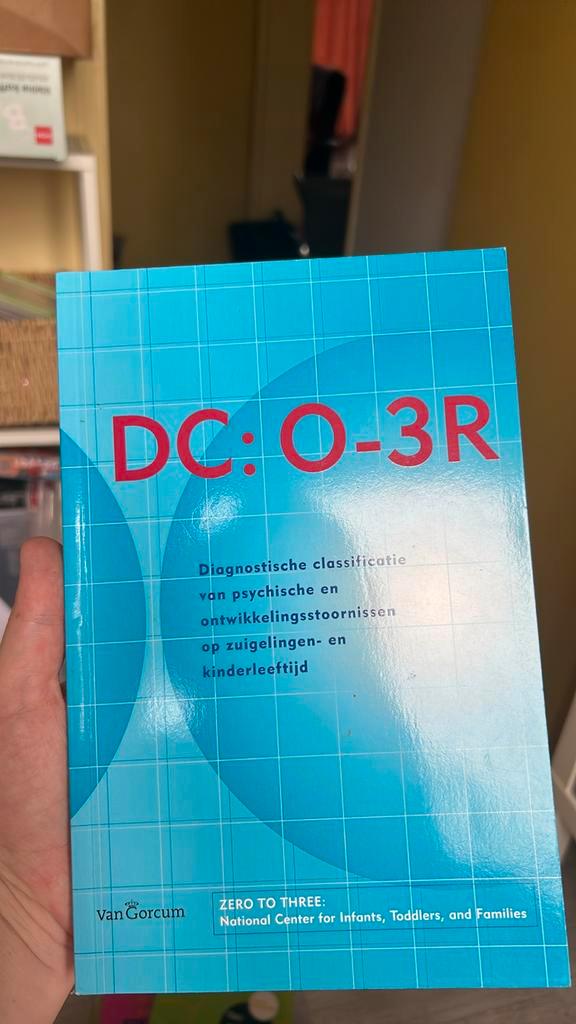 DC: O-3R
Diagnostische classificatie
van psychische en
ontwikkelingsstoornissen
op zuigelingen- en
kinderleeftijd
Van Gorcum
ZERO TO THREE:
National Center for Infants, Toddlers, and Families